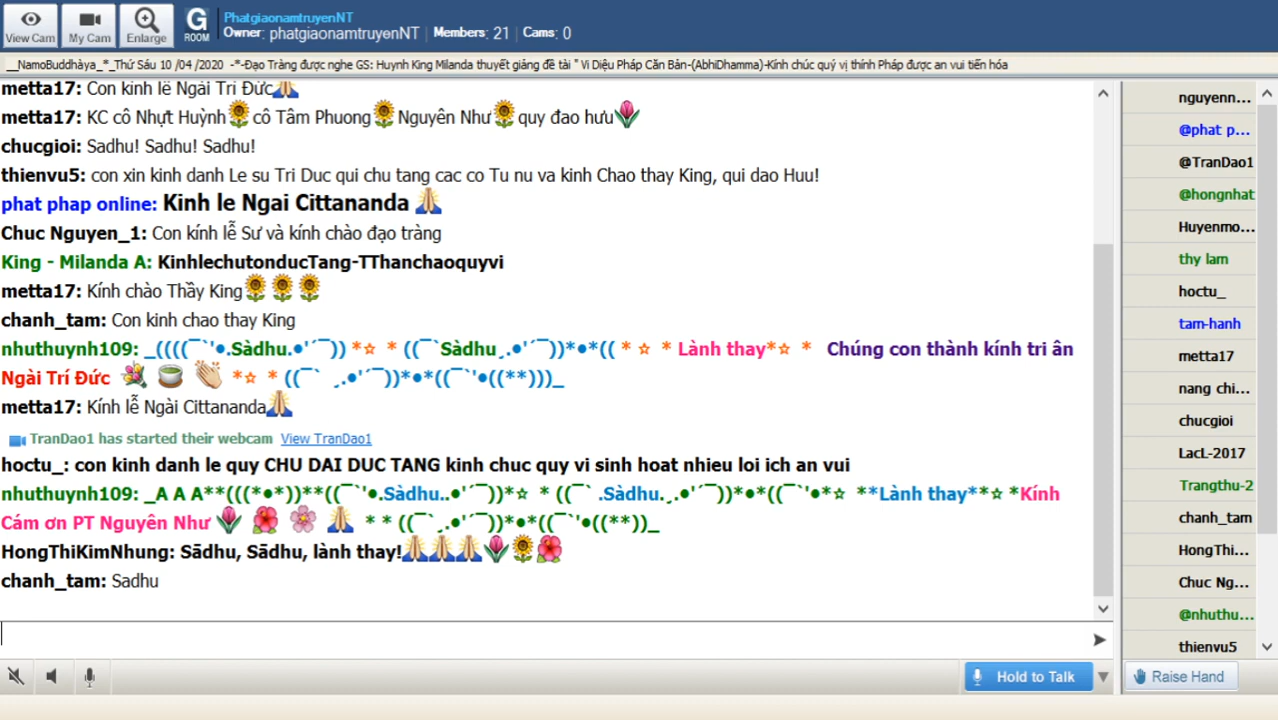 View Cam
My Cam
Enlarge
G
ROOM
PhatgiaonamtruyenNT
Owner: phatgiaonamtruyenNT | Members: 21 | Cams: 0
__NamoBuddhàya_*_Thứ Sáu 10 /04 /2020 -*-Đạo Tràng được nghe GS: Huynh King Milanda thuyết giảng đề tài " Vi Diệu Pháp Căn Bản-(AbhiDhamma)-Kính chúc quý vị thính Pháp được an vui tiến hóa
metta17: Con kinh lễ Ngài Trí Đức🙏
metta17: KC cô Nhựt Huỳnh🌻cô Tâm Phuong🌻Nguyên Như🌻quy đao hưu🌷
chucgioi: Sadhu! Sadhu! Sadhu!
thienvu5: con xin kinh danh Le su Tri Duc qui chu tang cac co Tu nu va kinh Chao thay King, qui dao Huu!
phat phap online: Kinh le Ngai Cittananda 🙏
Chuc Nguyen_1: Con kính lễ Sư và kính chào đạo tràng
King - Milanda A: KinhlechutonducTang-TThanchaoquyvi
metta17: Kính chào Thầy King🌻🌻🌻
chanh_tam: Con kinh chao thay King
nhuthuynh109: _((((¯`'•.Sàdhu.•'´¯)) *☆ * ((¯`Sàdhu¸.•'´¯))*•*(( * ☆ * Lành thay*☆ * Chúng con thành kính tri ân
Ngài Trí Đức 💐 🍵 👏 *☆ * ((¯` ¸.•'´¯))*•*((¯`'•((**)))_
metta17: Kính lễ Ngài Cittananda🙏
TranDao1 has started their webcam View TranDao1
hoctu_: con kinh danh le quy CHU DAI DUC TANG kinh chuc quy vi sinh hoat nhieu loi ich an vui
nhuthuynh109: _A A A**(((*•*))**((¯`'•.Sàdhu..•'´¯))*☆ * ((¯` .Sàdhu.¸.•'´¯))*•*((¯`'•*☆ **Lành thay**☆ *Kính
Cám ơn PT Nguyên Như 🌷 🌺 🌸 🙏 * * ((¯`¸.•'´¯))*•*((¯`'•((**))_
HongThiKimNhung: Sādhu, Sādhu, lành thay!🙏🙏🙏🌷🌻🌺
chanh_tam: Sadhu
Hold to Talk
nguyenn...
@phat p...
@TranDao1
@hongnhat
Huyenmo...
thy lam
hoctu_
tam-hanh
metta17
nang chi...
chucgioi
LacL-2017
Trangthu-2
chanh_tam
HongThi...
Chuc Ng...
@nhuthu...
thienvu5
Raise Hand